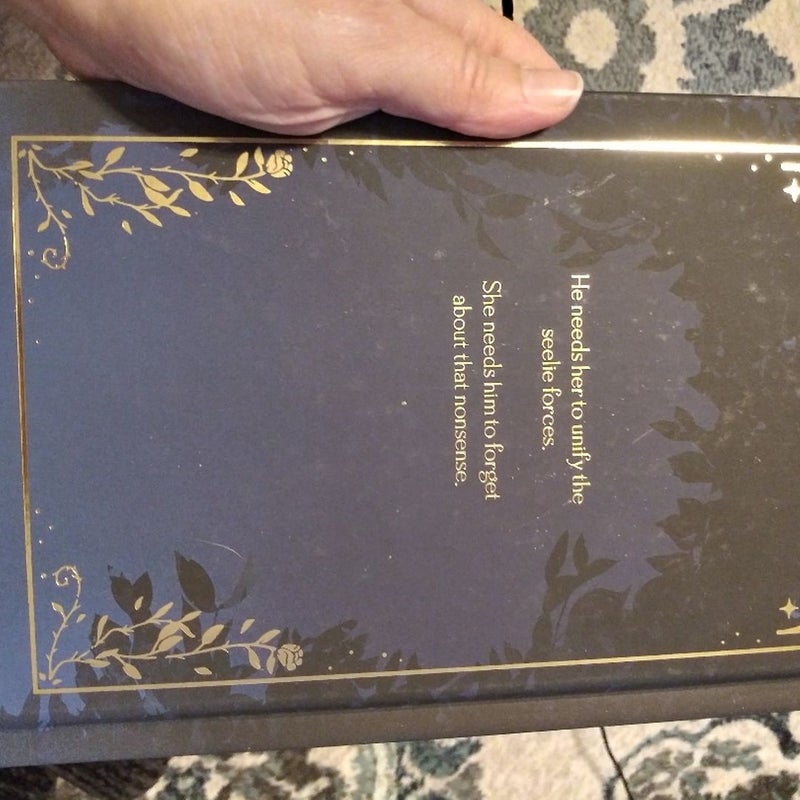 He needs her to unify the
seelie forces.
She needs him to forget
about that nonsense.